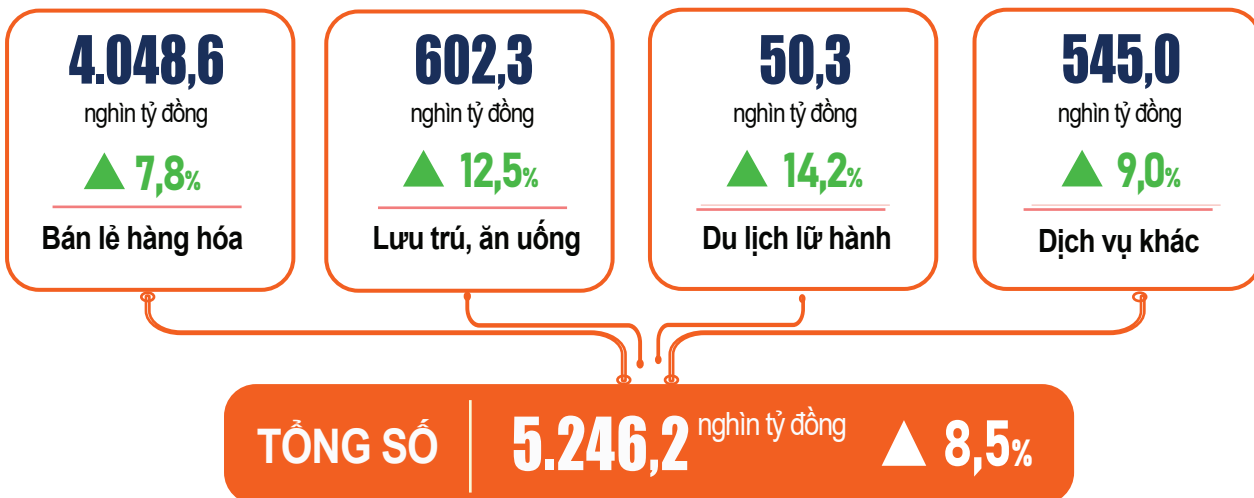 4.048,6
nghìn tỷ đồng
▲ 7,8%
Bán lẻ hàng hóa
602,3
nghìn tỷ đồng
▲ 12,5%
Lưu trú, ăn uống
50,3
nghìn tỷ đồng
▲ 14,2%
Du lịch lữ hành
545,0
nghìn tỷ đồng
▲ 9,0%
Dịch vụ khác
TỔNG SỐ 5.246,2 nghìn tỷ đồng ▲ 8,5%